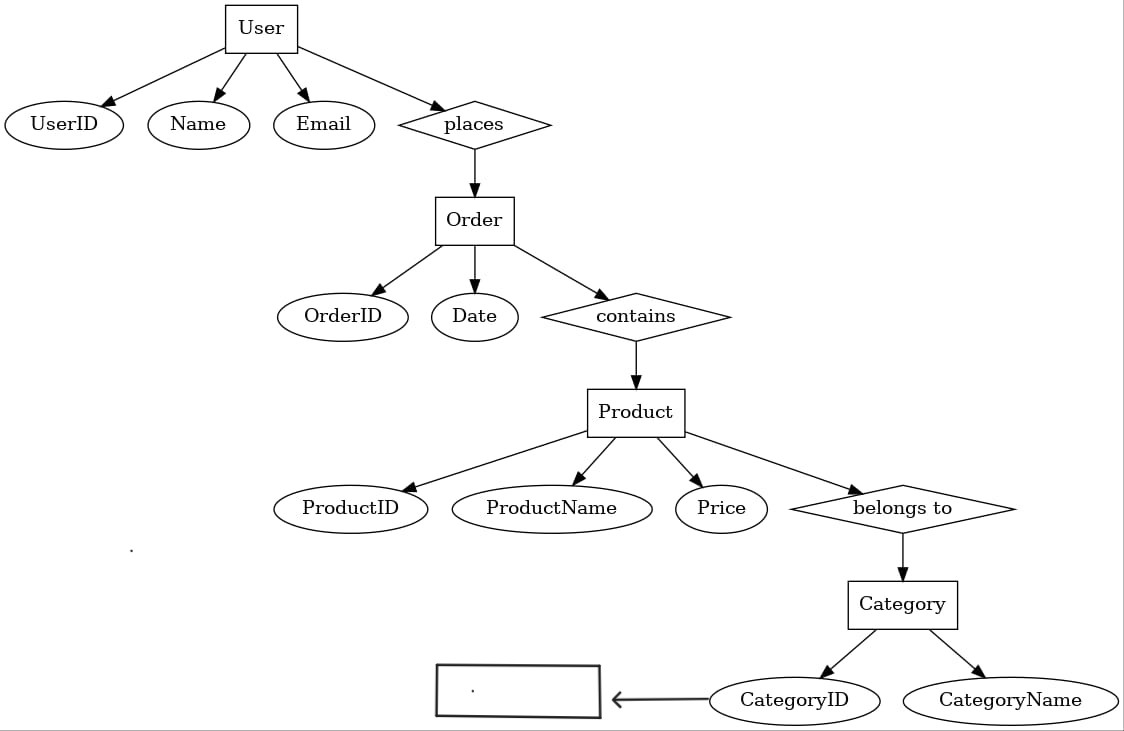 User
UserID
Name
Email
places
Order
OrderID
Date
contains
Product
ProductID
ProductName
Price
belongs to
Category
CategoryID
CategoryName